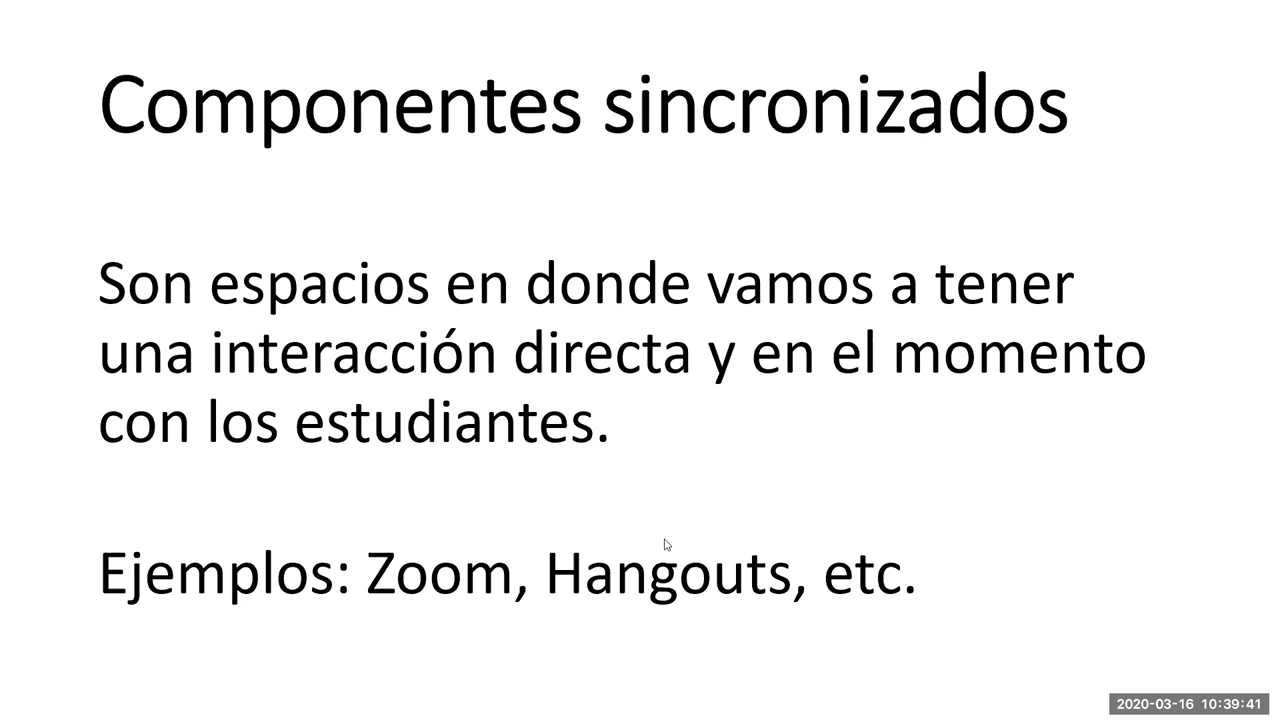 Componentes sincronizados
Son espacios en donde vamos a tener
una interacción directa y en el momento
con los estudiantes.
Ejemplos: Zoom, Hangouts, etc.
2020-03-16 10:39:41